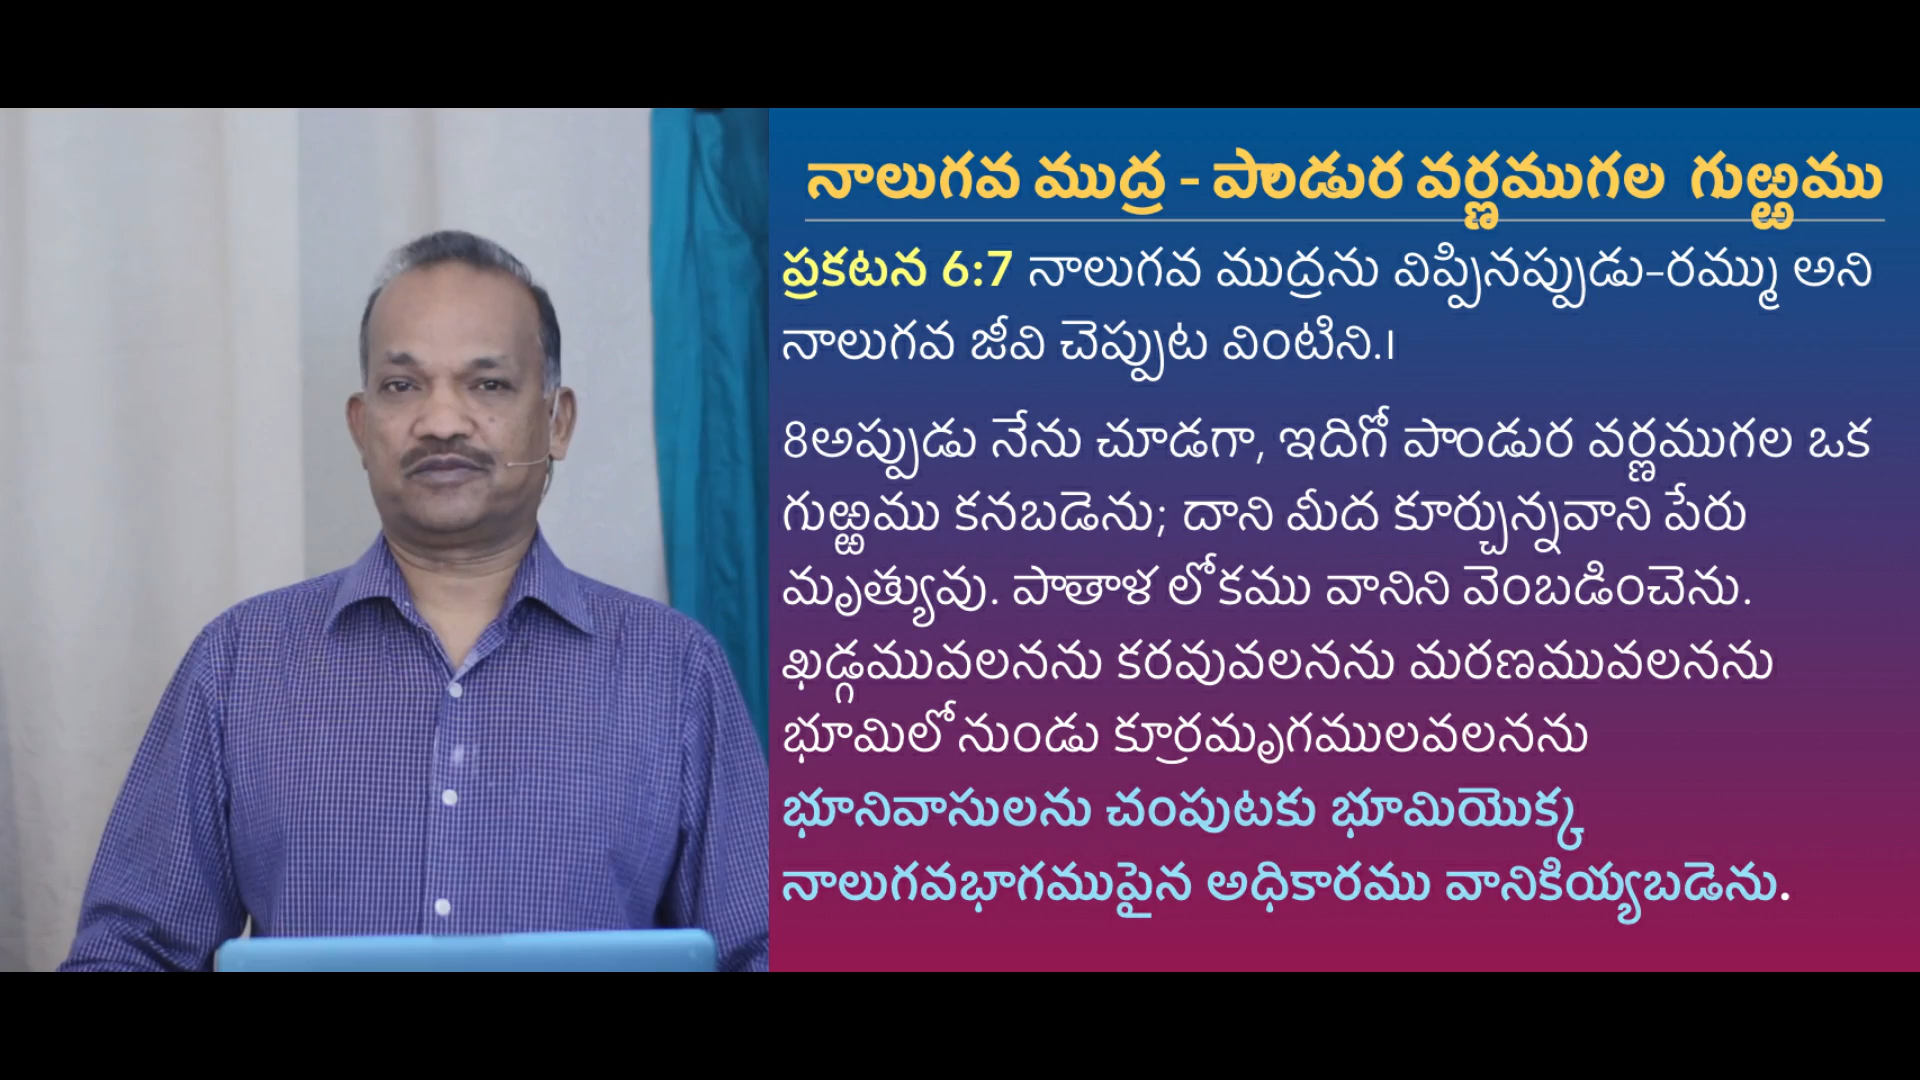 నాలుగవ ముద్ర - పాండుర వర్ణముగల గుఱ్ఱము
ప్రకటన 6:7 నాలుగవ ముద్రను విప్పినప్పుడు-రమ్ము అని
నాలుగవ జీవి చెప్పుట వింటిని.।
8అప్పుడు నేను చూడగా, ఇదిగో పాండుర వర్ణముగల ఒక
గుఱ్ఱము కనబడెను; దాని మీద కూర్చున్నవాని పేరు
మృత్యువు. పాతాళ లోకము వానిని వెంబడించెను.
ఖడ్గమువలనను కరవువలనను మరణమువలనను
భూమిలోనుండు క్రూరమృగములవలనను
భూనివాసులను చంపుటకు భూమియొక్క
నాలుగవభాగముపైన అధికారము వానికియ్యబడెను.